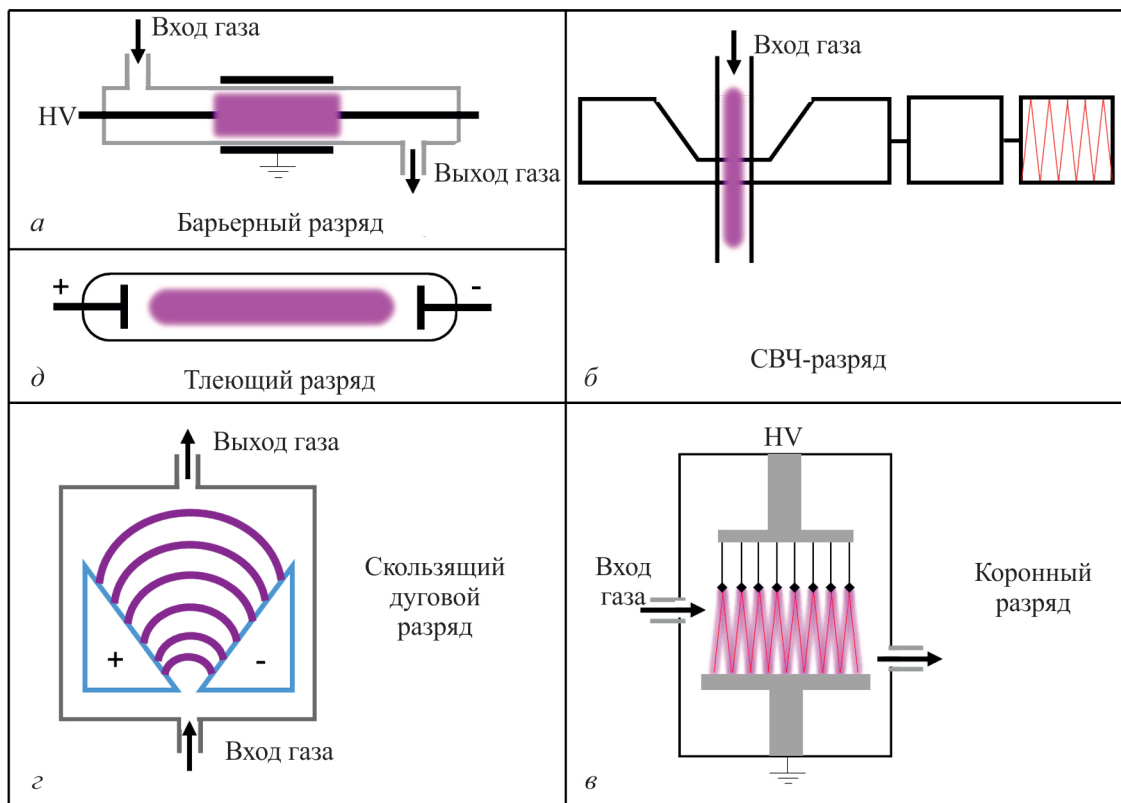 Вход газа
HV
Выход газа
а
Барьерный разряд
Вход газа
СВЧ-разряд
б
+
-
д
Тлеющий разряд
Выход газа
Скользящий
дуговой
разряд
+
-
Вход газа
г
HV
Вход
газа
Коронный
разряд
в